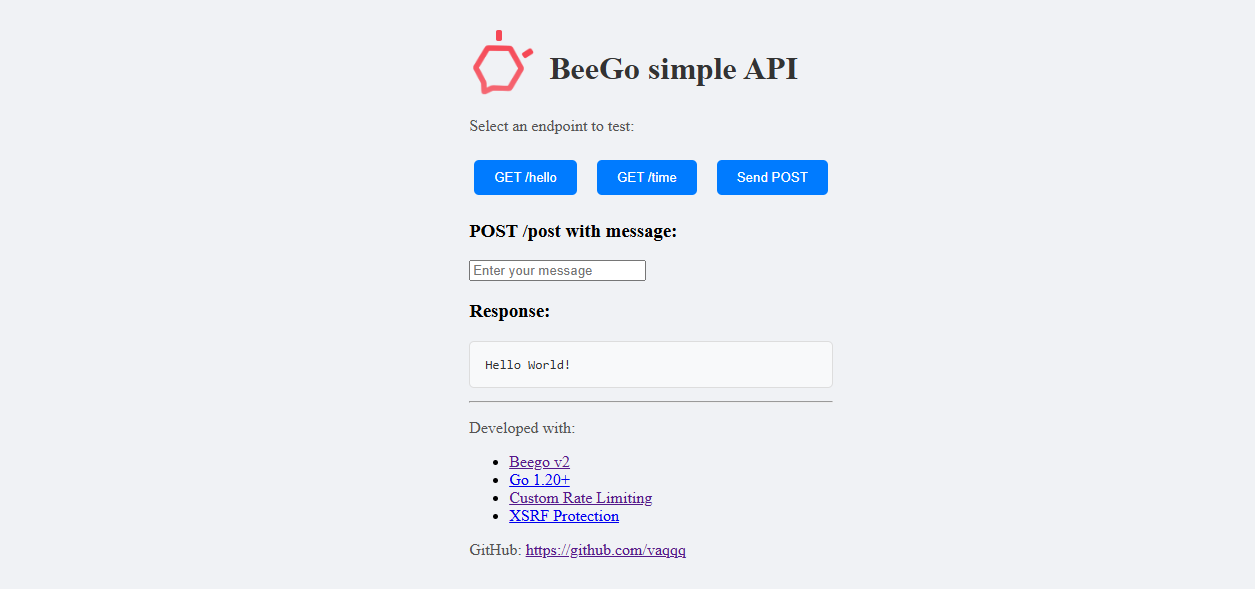 BeeGo simple API
Select an endpoint to test:
GET /hello GET /time Send POST
POST /post with message:
Enter your message
Response:
Hello World!
Developed with:
Beego v2
Go 1.20+
Custom Rate Limiting
XSRF Protection
GitHub: https://github.com/vaqqq